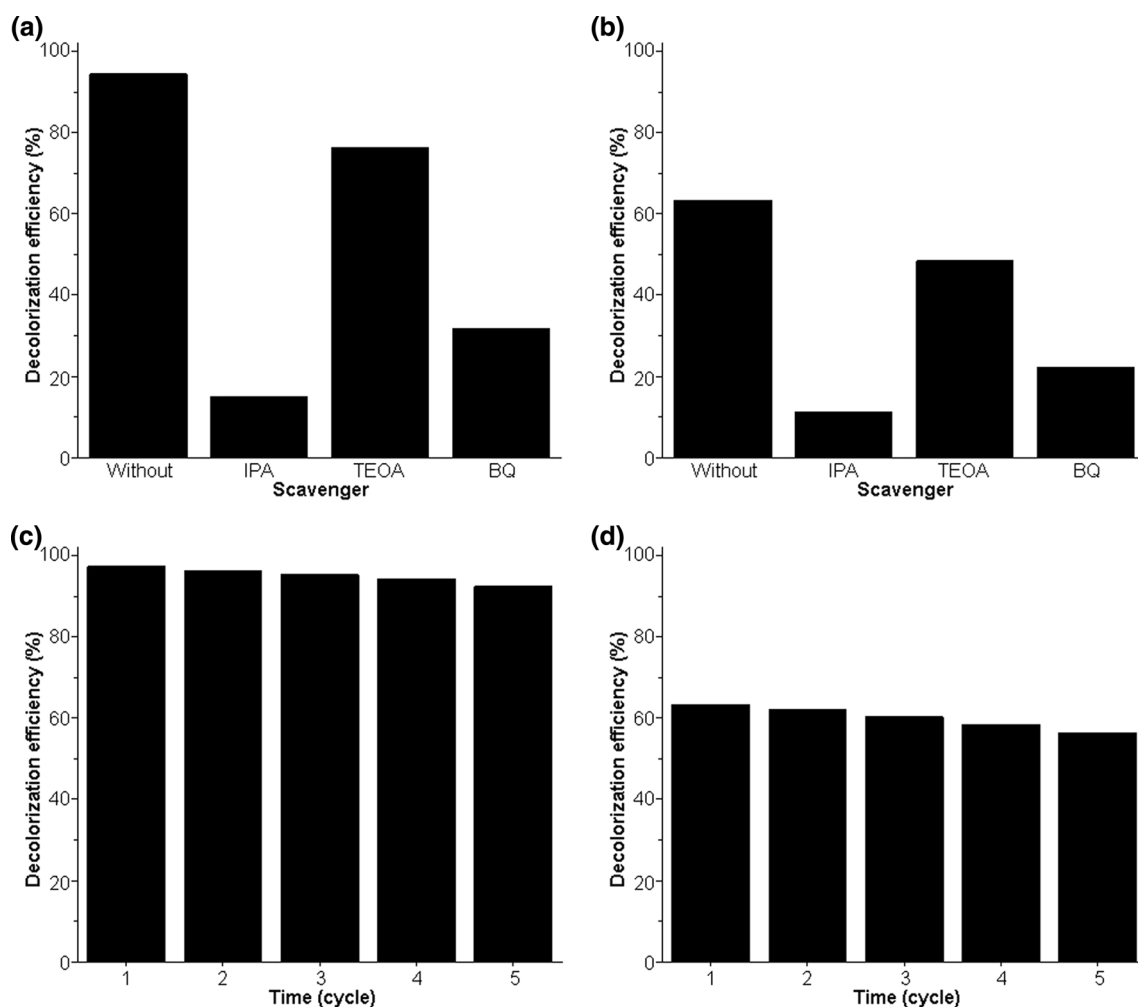 (a)
100
80
60
40
20
0
Decolorization efficiency (%)
Without IPA TEOA BQ
Scavenger
(b)
100
80
60
40
20
0
Decolorization efficiency (%)
Without IPA TEOA BQ
Scavenger
(c)
100
80
60
40
20
0
Decolorization efficiency (%)
1 2 3 4 5
Time (cycle)
(d)
100
80
60
40
20
0
Decolorization efficiency (%)
1 2 3 4 5
Time (cycle)